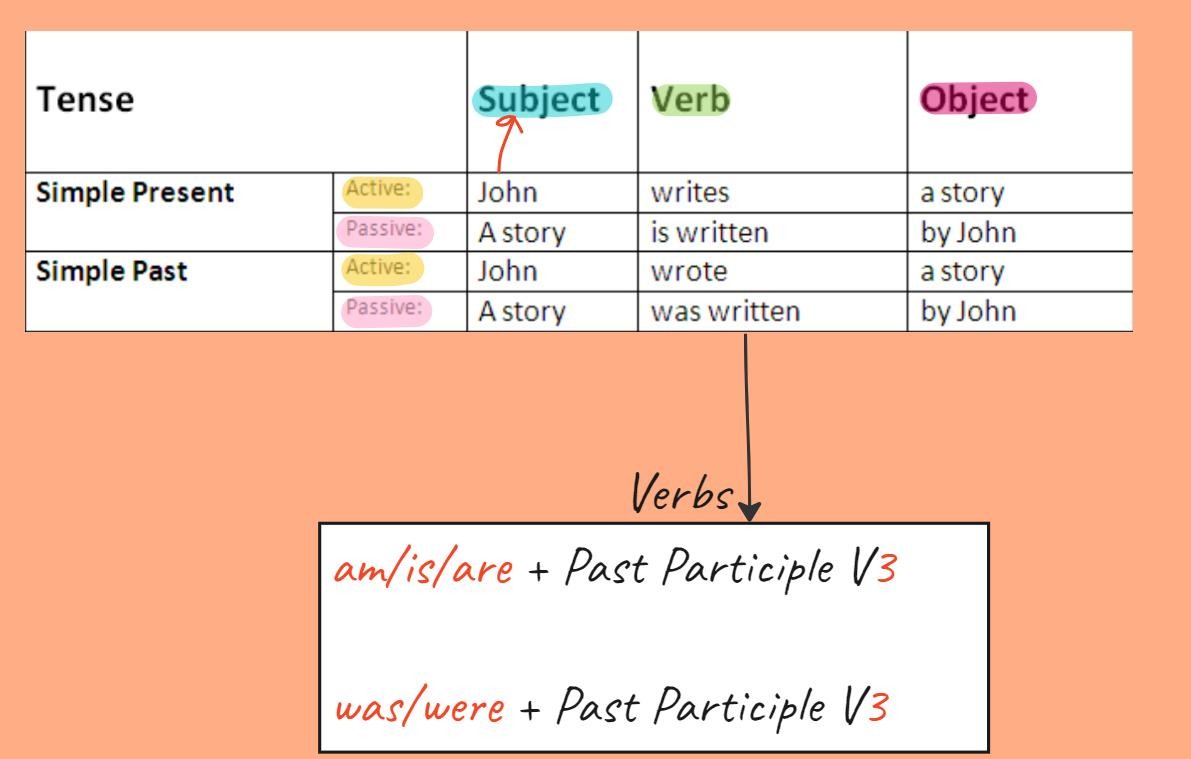 Tense Subject Verb Object
Simple Present Active: John writes a story
Passive: A story is written by John
Simple Past Active: John wrote a story
Passive: A story was written by John
Verbs
am/is/are + Past Participle V3
was/were + Past Participle V3